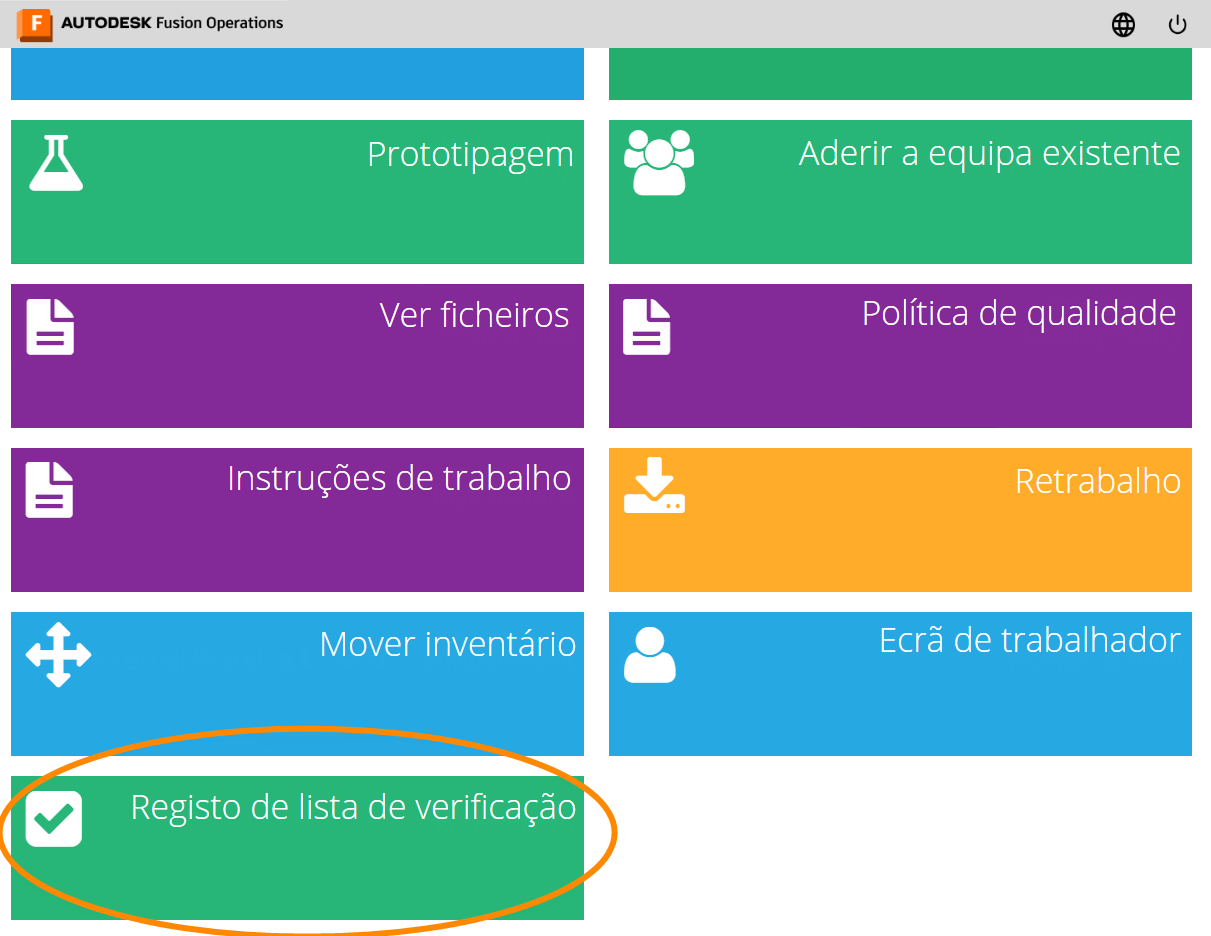 AUTODESK Fusion Operations
Prototipagem
Aderir a equipa existente
Ver ficheiros
Política de qualidade
Instruções de trabalho
Retrabalho
Mover inventário
Ecrã de trabalhador
Registo de lista de verificação